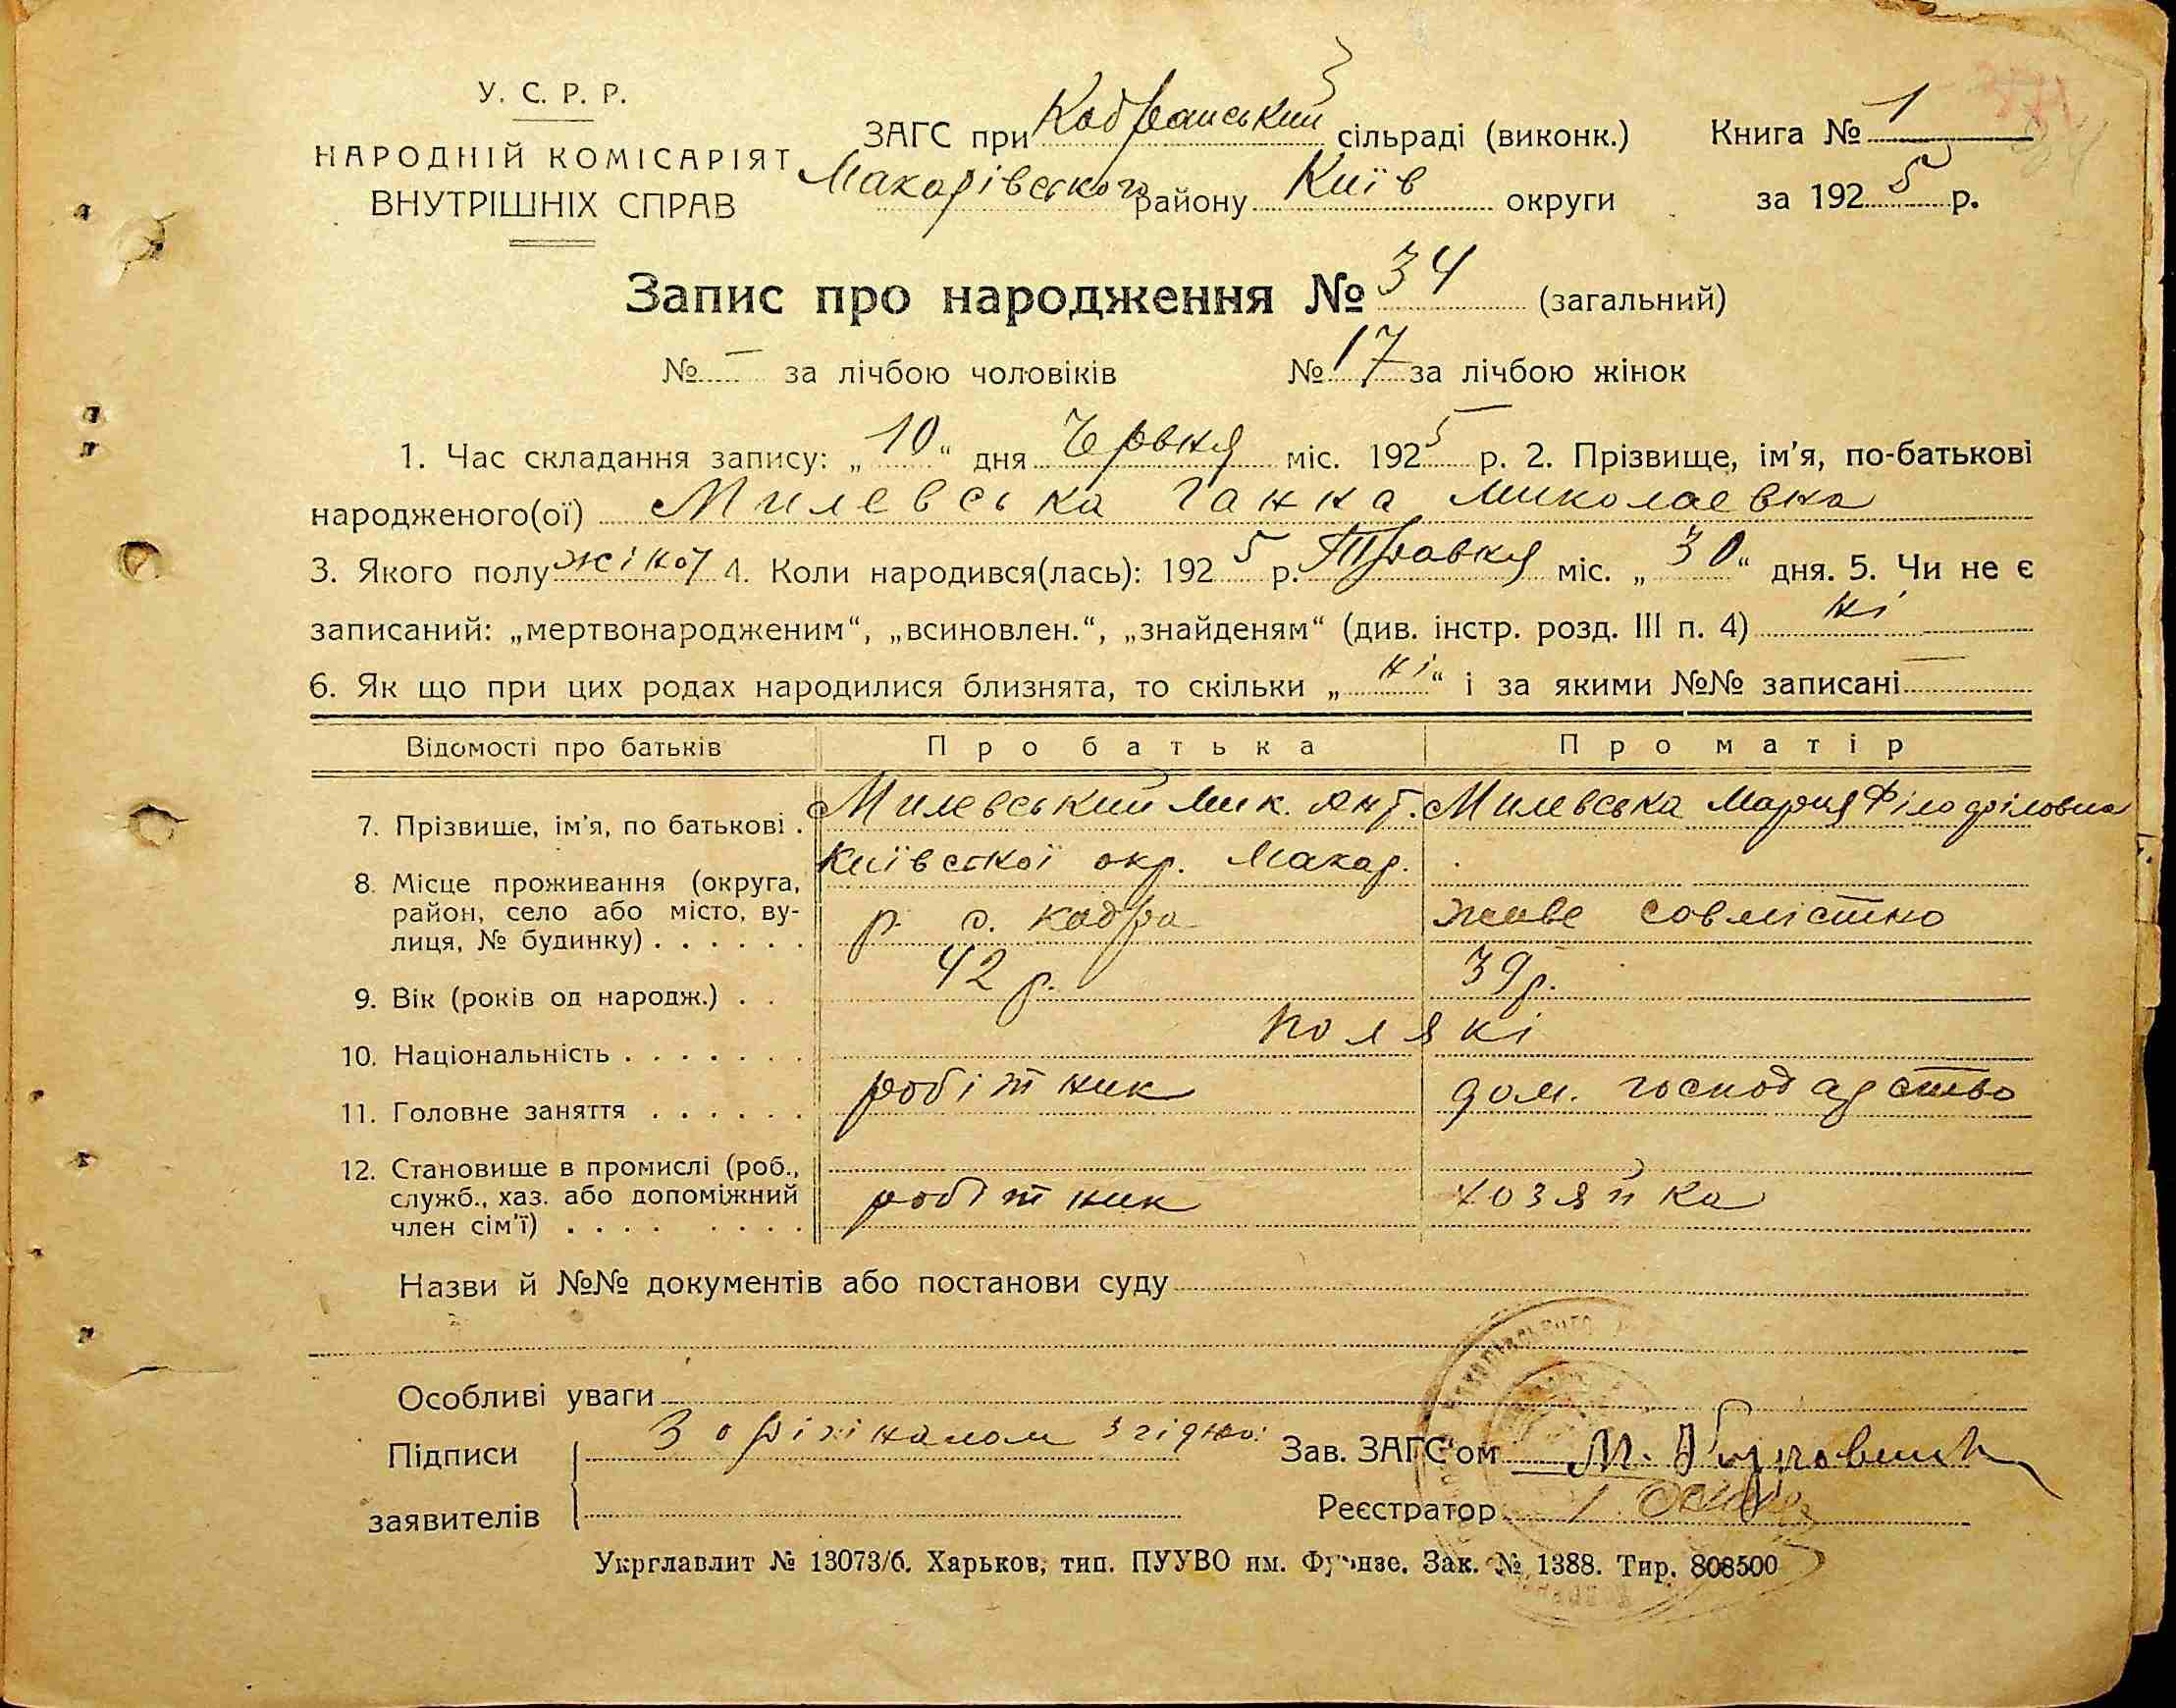 У. С. Р. Р.
НАРОДНІЙ КОМІСАРІЯТ
ВНУТРІШНІХ СПРАВ
ЗАГС при Кодранський сільраді (виконк.)
Макарівського району Київ округи
Книга № 1
за 1925 р.
Запис про народження № 34 (загальний)
№ — за лічбою чоловіків № 17 за лічбою жінок
1. Час складання запису: „10“ дня Червня міс. 1925 р. 2. Прізвище, ім'я, по-батькові
народженого(ої) Милевська Ганна Миколаевна
3. Якого полу жіно́ї 4. Коли народився(лась): 1925 р. Травня міс. „30“ дня. 5. Чи не є
записаний: „мертвонародженим“, „всиновлен.“, „знайденям“ (див. інстр. розд. III п. 4) ні
6. Як що при цих родах народилися близнята, то скільки „ні“ і за якими №№ записані —
Відомості про батьків Про батька Про матір
7. Прізвище, ім'я, по батькові . Милевський Мик. Ант. Милевська Мария
8. Місце проживання (округа, Київської окр. Макар.
район, село або місто, ву- р. с. Кодра живе совмістно
лиця, № будинку) . . . . . .
9. Вік (років од народж.) . . 42 р. 39 р.
10. Національність . . . . . . . Полякі
11. Головне заняття . . . . . . робітник дом. господарство
12. Становище в промислі (роб.,
служб., хаз. або допоміжний робітник хозяйка
член сім'ї) . . . . . . . .
Назви й №№ документів або постанови суду
Особливі уваги
Підписи З оригіналом згідно: Зав. ЗАГС'ом
заявителів Реєстратор
Укрглавлит № 13073/б. Харьков, тип. ПУУВО им. Фрунзе. Зак. № 1388. Тир. 808500